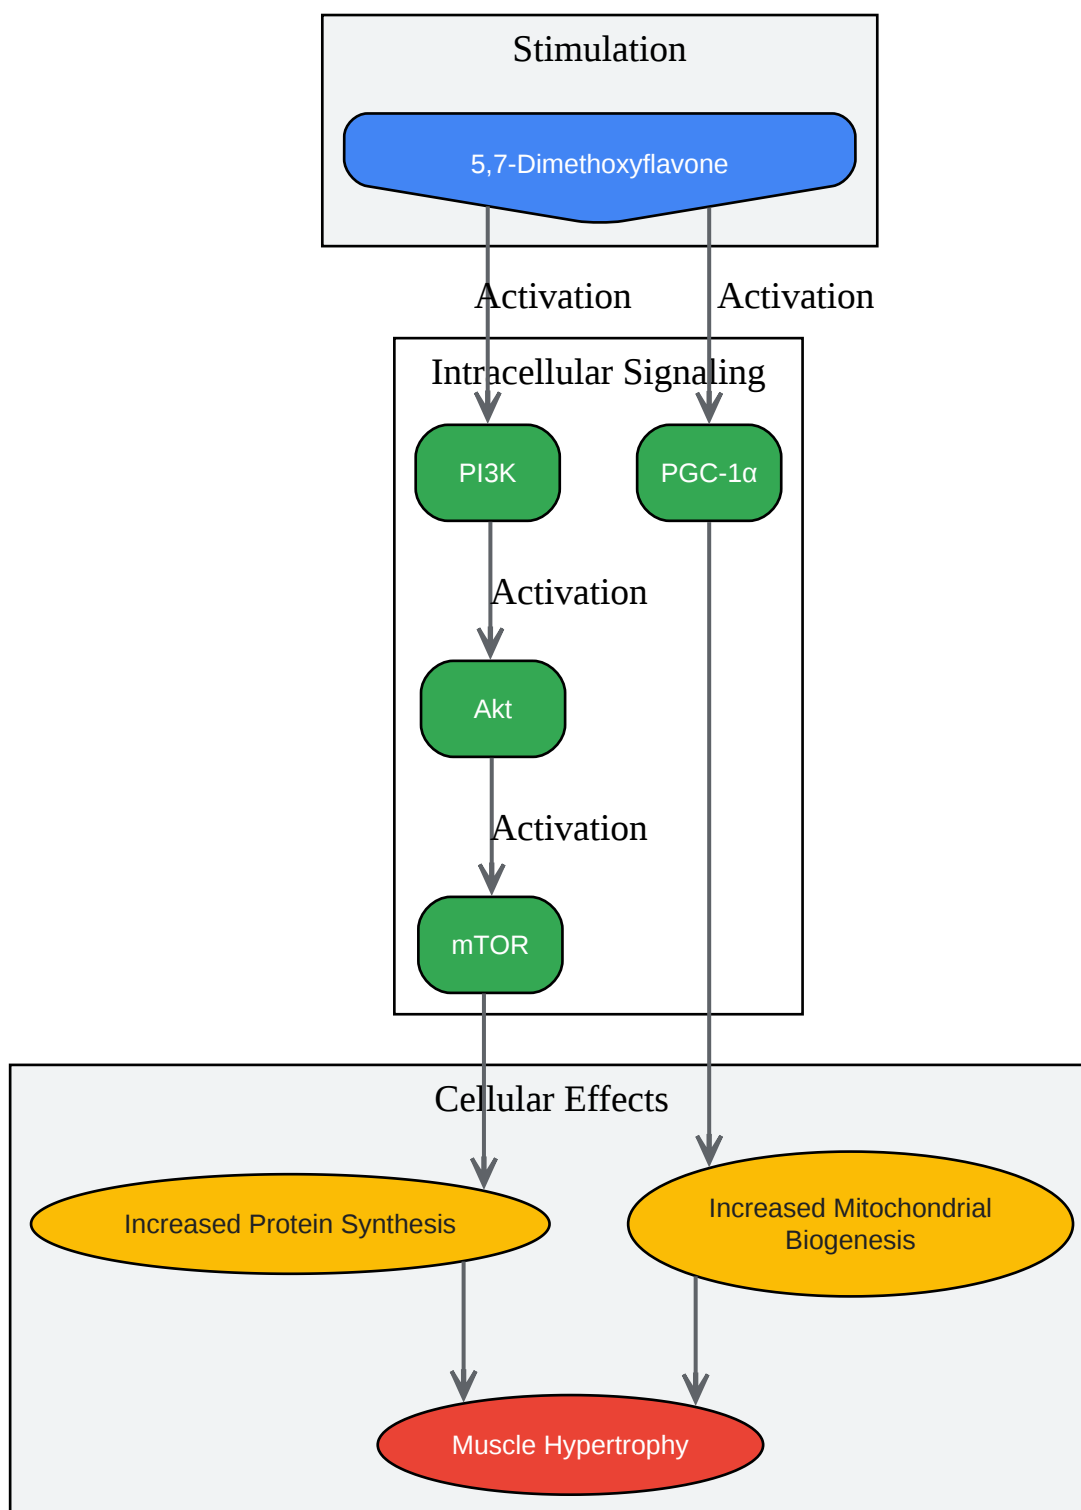 Stimulation
5,7-Dimethoxyflavone
Activation
Activation
Intracellular Signaling
PI3K
PGC-1α
Activation
Akt
Activation
mTOR
Cellular Effects
Increased Protein Synthesis
Increased Mitochondrial
Biogenesis
Muscle Hypertrophy